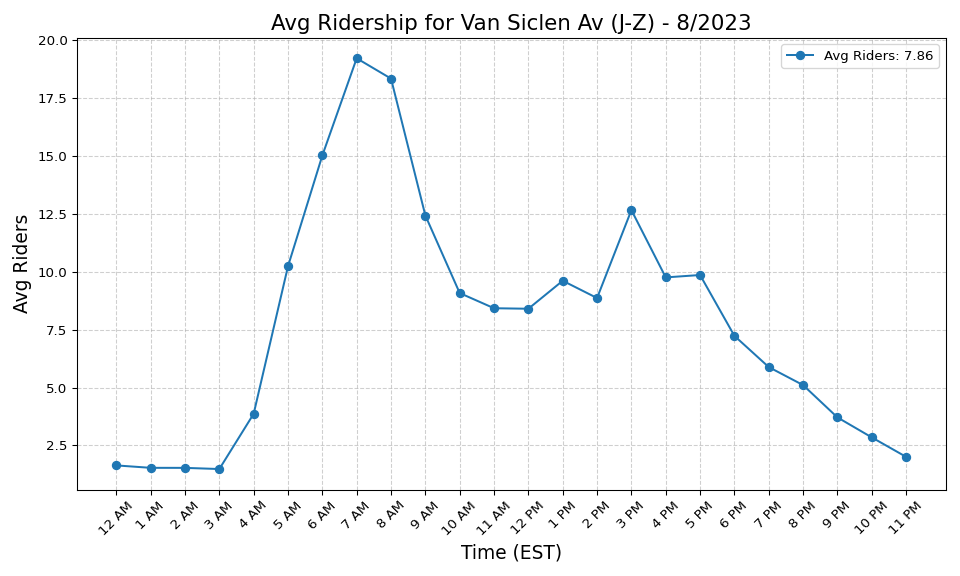 Avg Ridership for Van Siclen Av (J-Z) - 8/2023
Avg Riders: 7.86
Avg Riders
20.0
17.5
15.0
12.5
10.0
7.5
5.0
2.5
12 AM
1 AM
2 AM
3 AM
4 AM
5 AM
6 AM
7 AM
8 AM
9 AM
10 AM
11 AM
12 PM
1 PM
2 PM
3 PM
4 PM
5 PM
6 PM
7 PM
8 PM
9 PM
10 PM
11 PM
Time (EST)